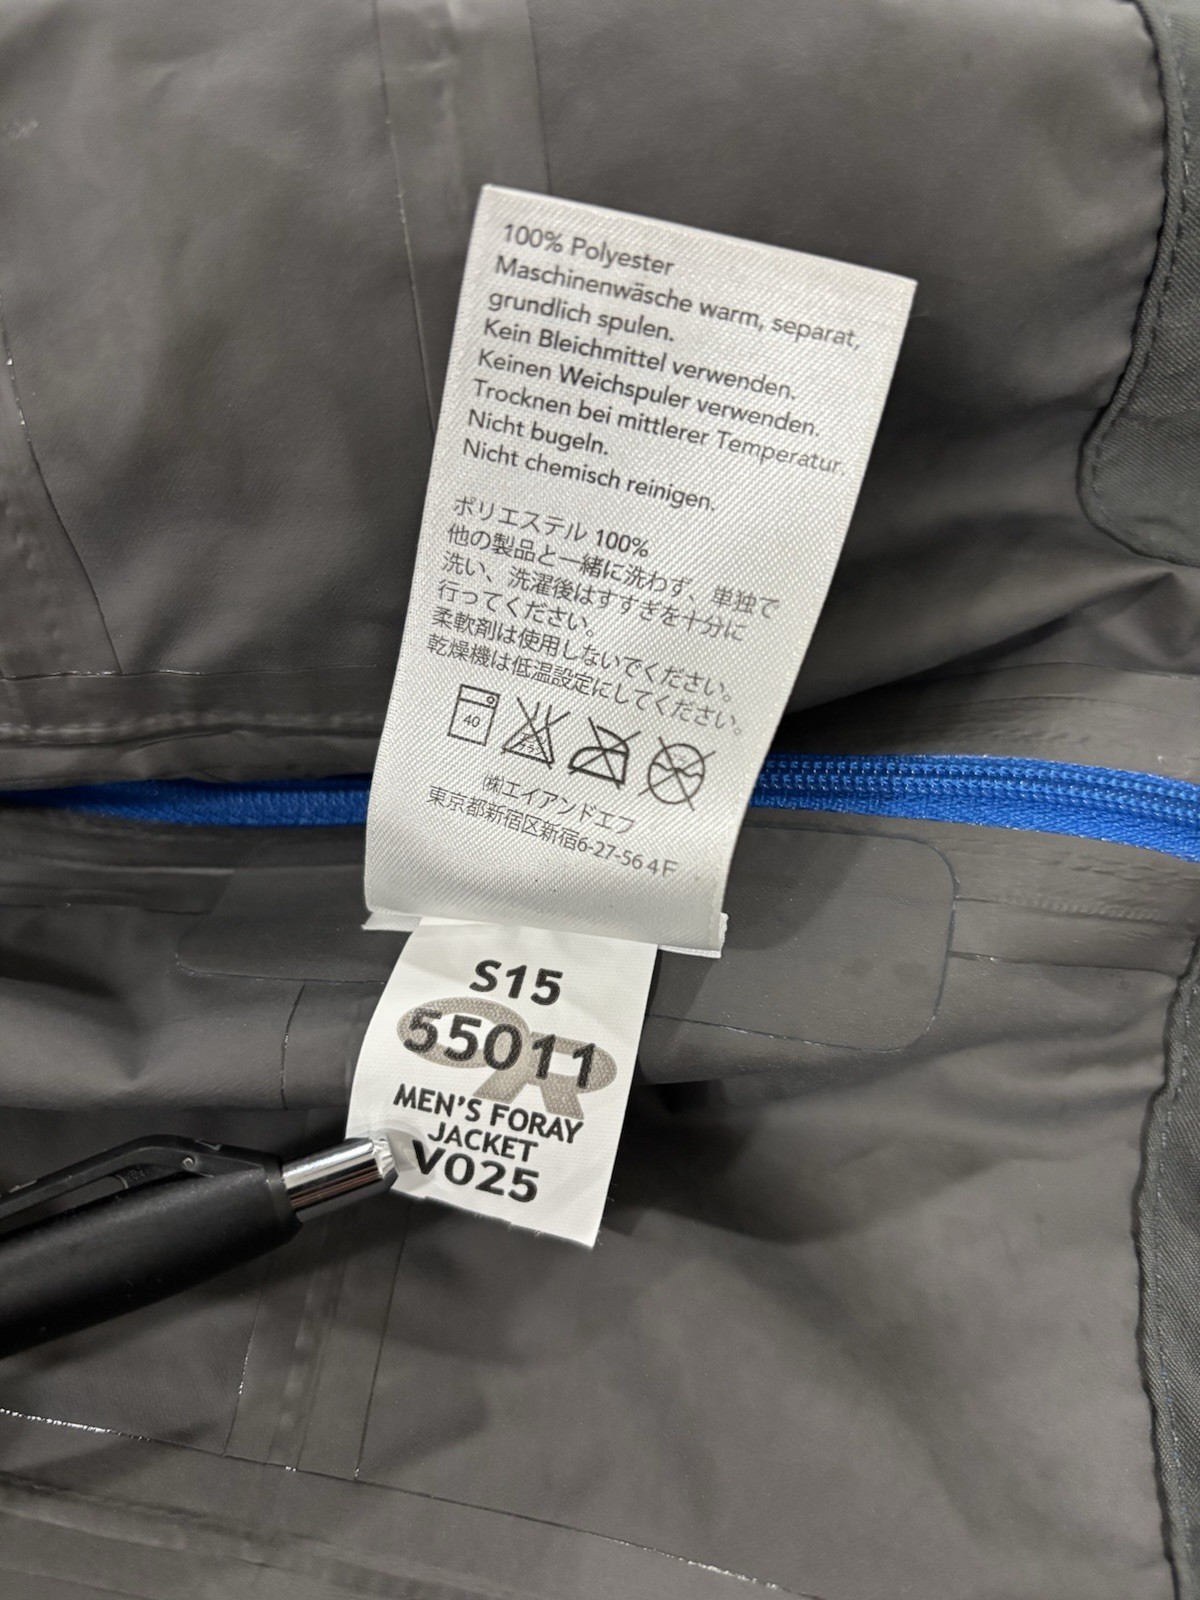 100% Polyester
Maschinenwäsche warm, separat,
grundlich spulen.
Kein Bleichmittel verwenden.
Keinen Weichspuler verwenden.
Trocknen bei mittlerer Temperatur.
Nicht bugeln.
Nicht chemisch reinigen.
ポリエステル 100%
他の製品と一緒に洗わず、単独で
洗い、洗濯後はすすぎを十分に
行ってください。
柔軟剤は使用しないでください。
乾燥機は低温設定にしてください。
40
㈱エイアンドエフ
東京都新宿区新宿6-27-56 4F
S15
55011
MEN'S FORAY
JACKET
V025